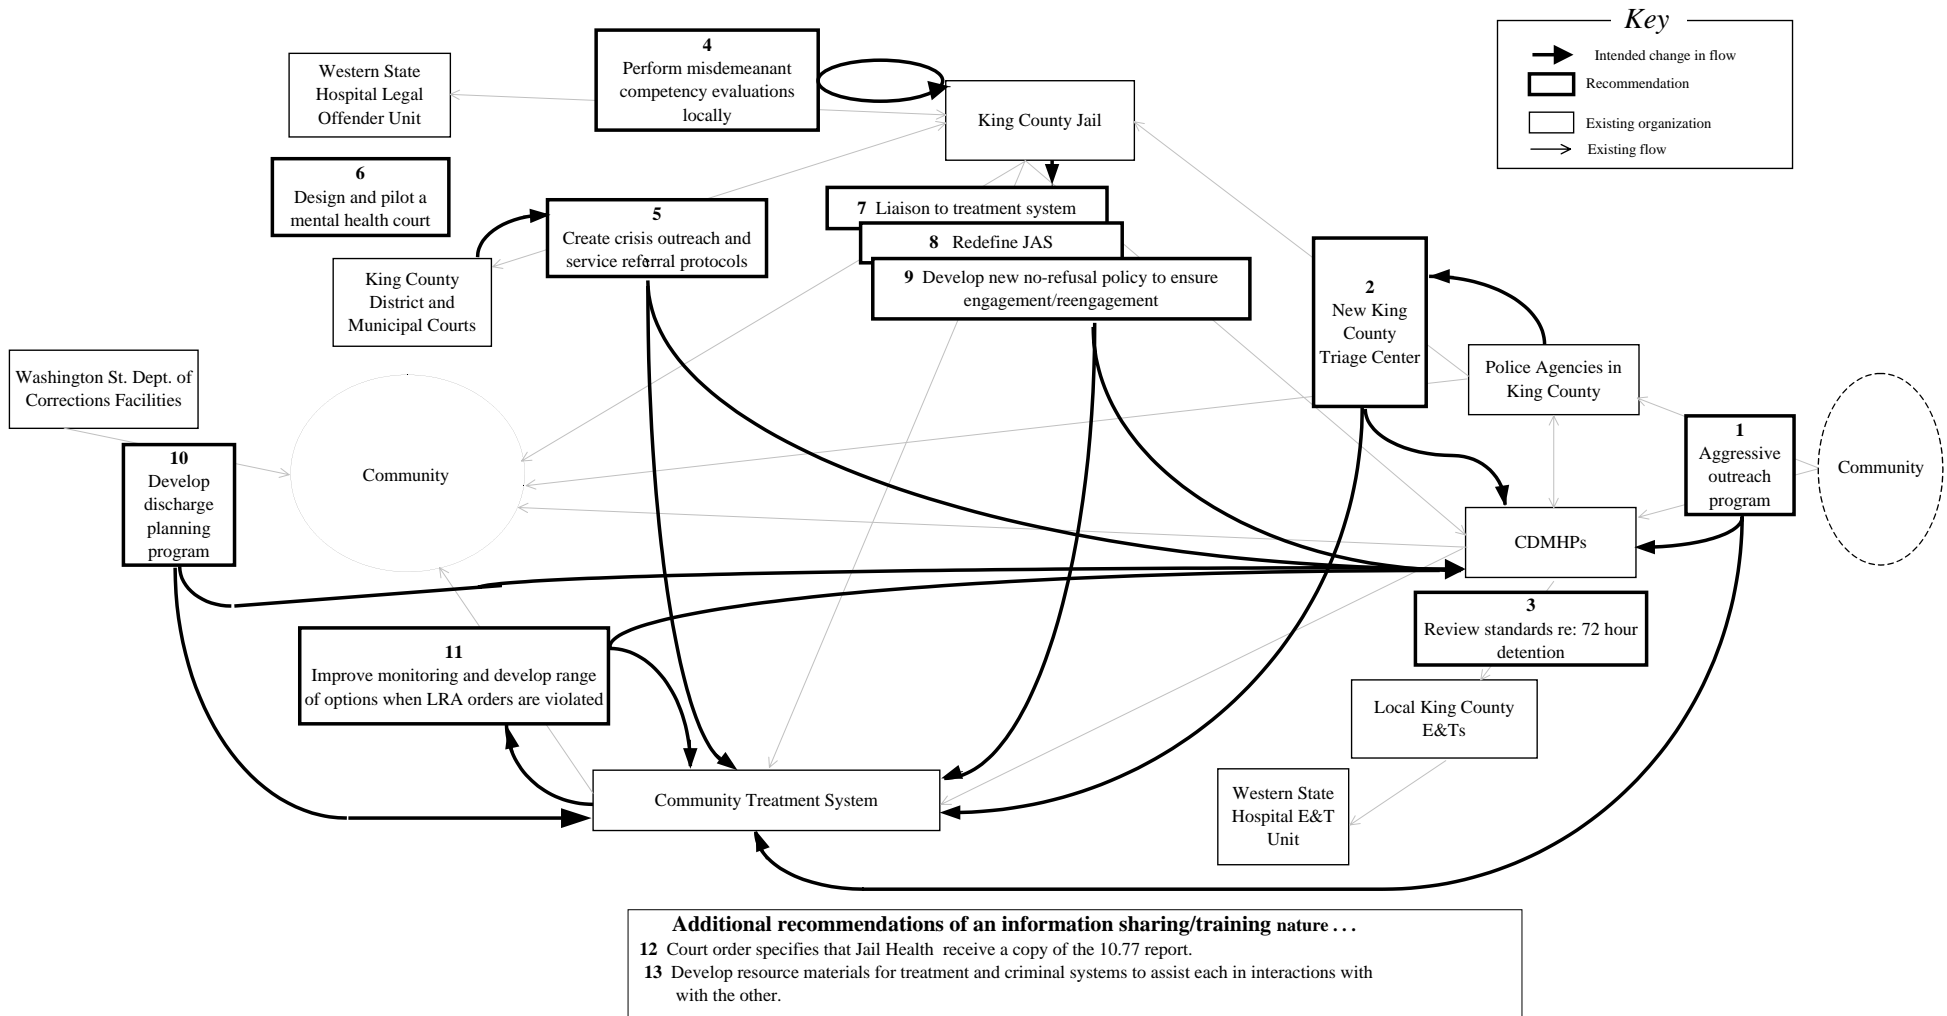 Key
Intended change in flow
Recommendation
Existing organization
Existing flow
4
Perform misdemeanant
competency evaluations
locally
Western State
Hospital Legal
Offender Unit
King County Jail
6
Design and pilot a
mental health court
5
Create crisis outreach and
service referral protocols
7 Liaison to treatment system
8 Redefine JAS
9 Develop new no-refusal policy to ensure
engagement/reengagement
King County
District and
Municipal Courts
2
New King
County
Triage Center
Police Agencies in
King County
Washington St. Dept. of
Corrections Facilities
1
Aggressive
outreach
program
Community
10
Develop
discharge
planning
program
Community
CDMHPs
3
Review standards re: 72 hour
detention
11
Improve monitoring and develop range
of options when LRA orders are violated
Local King County
E&Ts
Community Treatment System
Western State
Hospital E&T
Unit
Additional recommendations of an information sharing/training nature . . .
12 Court order specifies that Jail Health receive a copy of the 10.77 report.
13 Develop resource materials for treatment and criminal systems to assist each in interactions with
with the other.